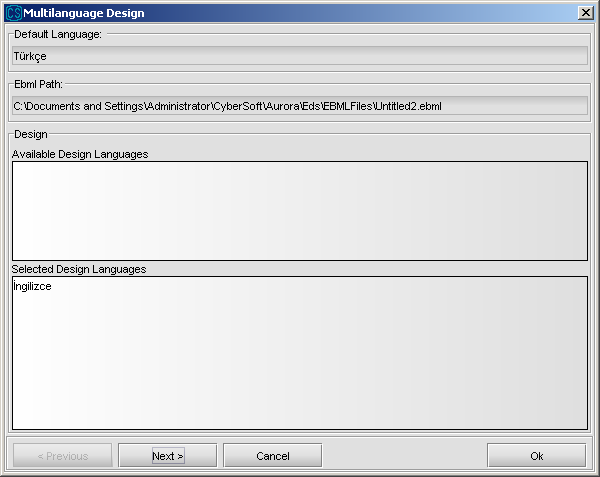 CS Multilanguage Design
Default Language:
Türkçe
Ebml Path:
C:\Documents and Settings\Administrator\CyberSoft\Aurora\Eds\EBMLFiles\Untitled2.ebml
Design
Available Design Languages
Selected Design Languages
İngilizce
< Previous
Next >
Cancel
Ok